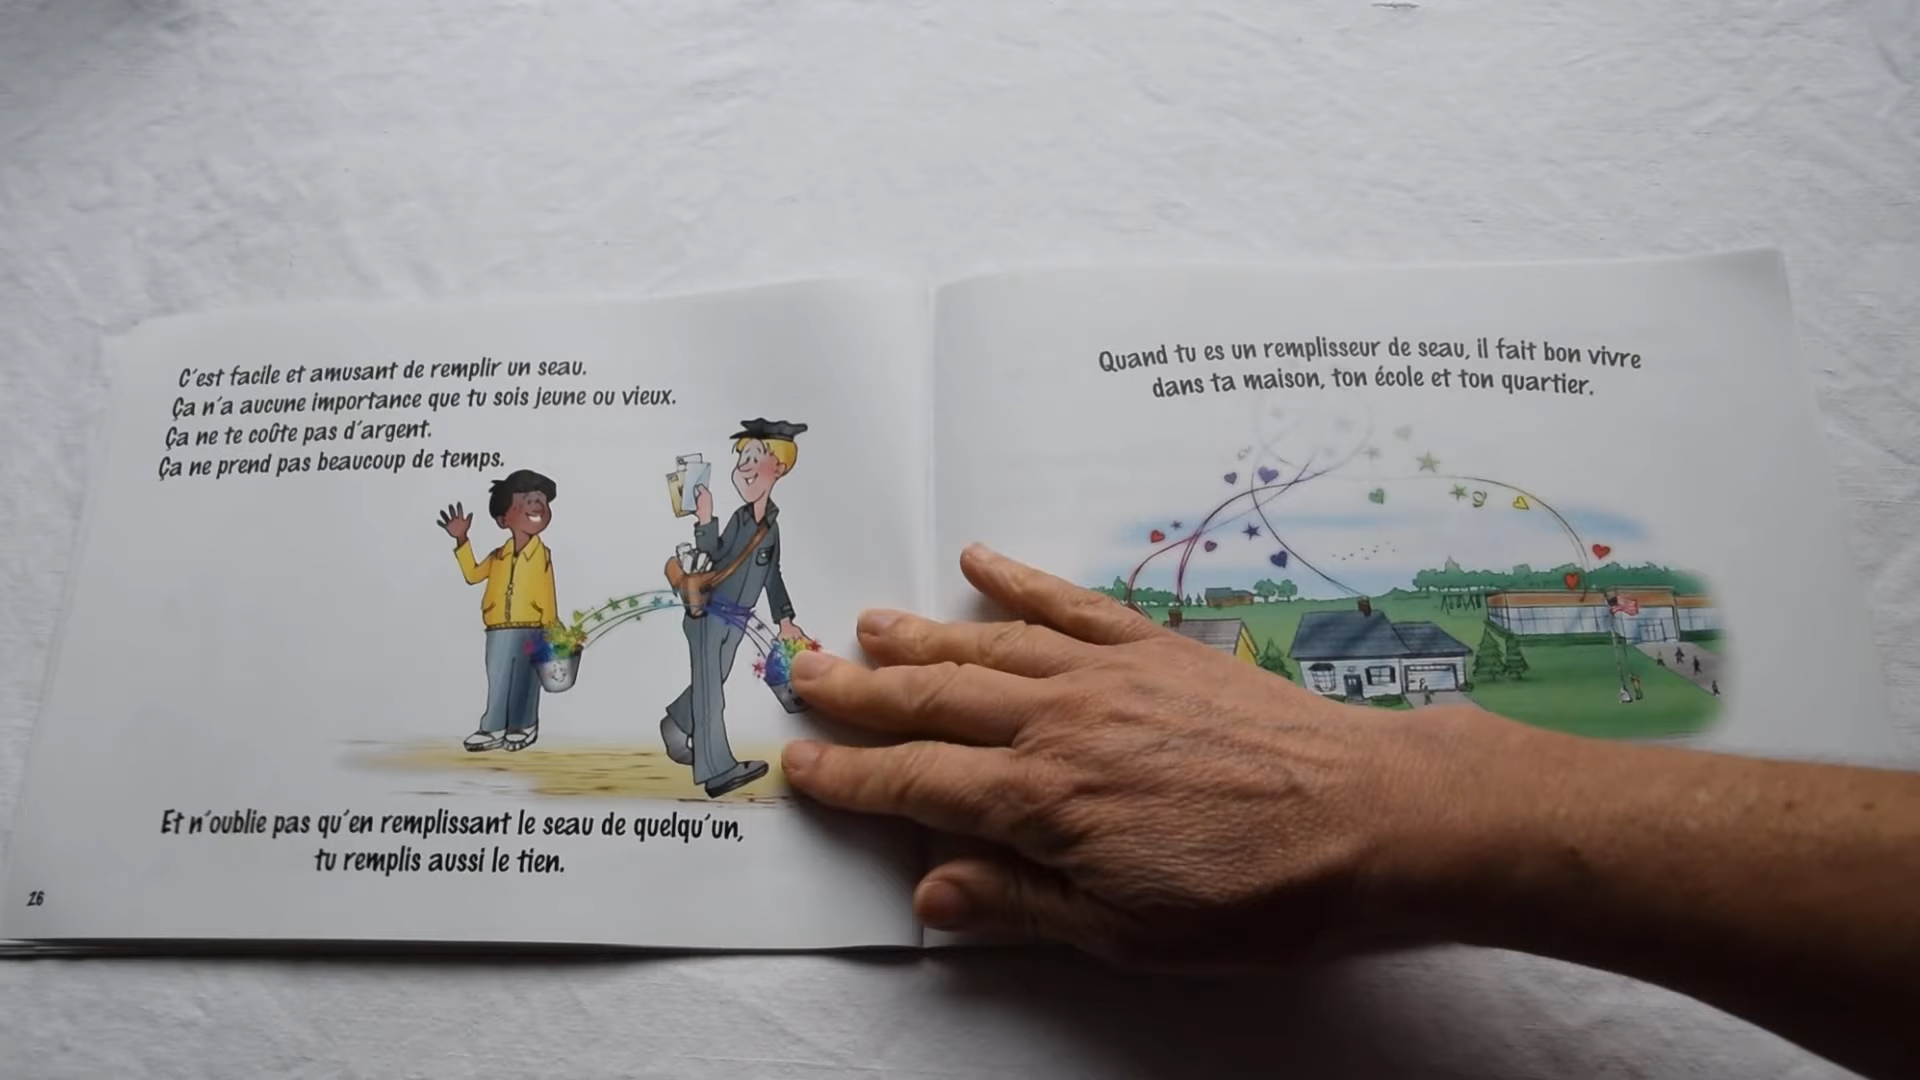 C'est facile et amusant de remplir un seau.
Ça n'a aucune importance que tu sois jeune ou vieux.
Ça ne te coûte pas d'argent.
Ça ne prend pas beaucoup de temps.
Et n'oublie pas qu'en remplissant le seau de quelqu'un,
tu remplis aussi le tien.
26
Quand tu es un remplisseur de seau, il fait bon vivre
dans ta maison, ton école et ton quartier.